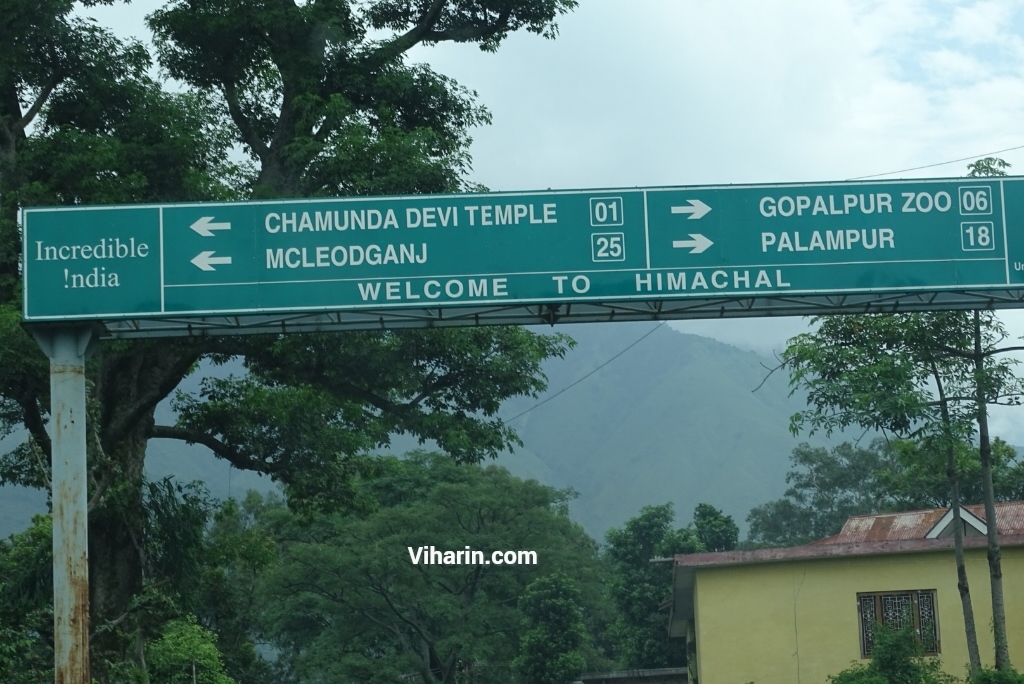 Incredible
!ndia
CHAMUNDA DEVI TEMPLE 01
MCLEODGANJ 25
GOPALPUR ZOO 06
PALAMPUR 18
WELCOME TO HIMACHAL
Viharin.com